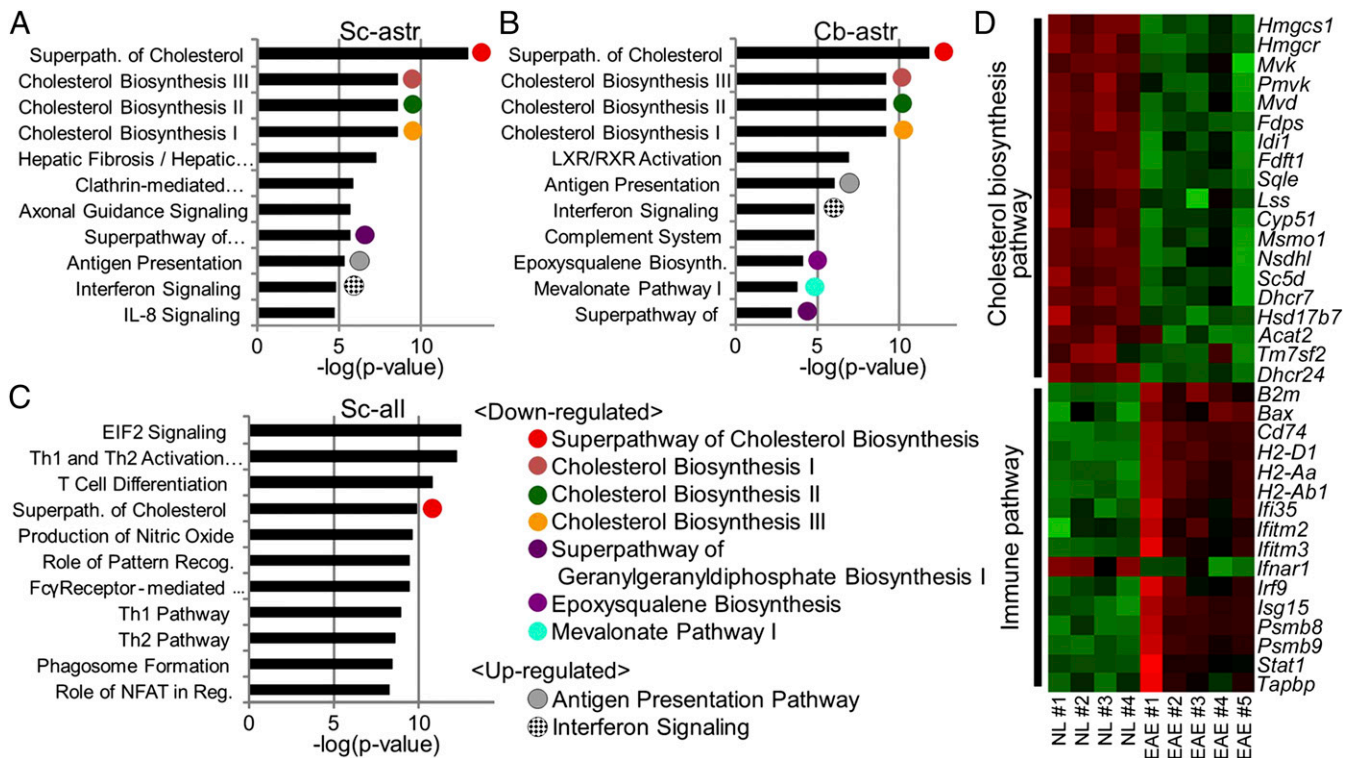 A
Sc-astr
Superpath. of Cholesterol
Cholesterol Biosynthesis III
Cholesterol Biosynthesis II
Cholesterol Biosynthesis I
Hepatic Fibrosis / Hepatic...
Clathrin-mediated...
Axonal Guidance Signaling
Superpathway of...
Antigen Presentation
Interferon Signaling
IL-8 Signaling
0 5 10
-log(p-value)
B
Cb-astr
Superpath. of Cholesterol
Cholesterol Biosynthesis III
Cholesterol Biosynthesis II
Cholesterol Biosynthesis I
LXR/RXR Activation
Antigen Presentation
Interferon Signaling
Complement System
Epoxysqualene Biosynth.
Mevalonate Pathway I
Superpathway of
0 5 10
-log(p-value)
C
Sc-all
EIF2 Signaling
Th1 and Th2 Activation...
T Cell Differentiation
Superpath. of Cholesterol
Production of Nitric Oxide
Role of Pattern Recog.
FcγReceptor-mediated ...
Th1 Pathway
Th2 Pathway
Phagosome Formation
Role of NFAT in Reg.
0 5 10
-log(p-value)
<Down-regulated>
Superpathway of Cholesterol Biosynthesis
Cholesterol Biosynthesis I
Cholesterol Biosynthesis II
Cholesterol Biosynthesis III
Superpathway of
Geranylgeranyldiphosphate Biosynthesis I
Epoxysqualene Biosynthesis
Mevalonate Pathway I
<Up-regulated>
Antigen Presentation Pathway
Interferon Signaling
D
Cholesterol biosynthesis
pathway
Immune pathway
Hmgcs1
Hmgcr
Mvk
Pmvk
Mvd
Fdps
Idi1
Fdft1
Sqle
Lss
Cyp51
Msmo1
Nsdhl
Sc5d
Dhcr7
Hsd17b7
Acat2
Tm7sf2
Dhcr24
B2m
Bax
Cd74
H2-D1
H2-Aa
H2-Ab1
Ifi35
Ifitm2
Ifitm3
Ifnar1
Irf9
Isg15
Psmb8
Psmb9
Stat1
Tapbp
NL #1
NL #2
NL #3
NL #4
EAE #1
EAE #2
EAE #3
EAE #4
EAE #5